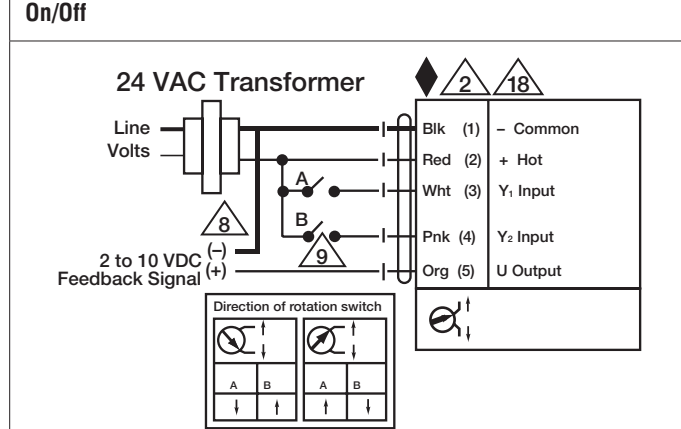 On/Off
24 VAC Transformer
2
18
Line
Volts
Blk (1) – Common
Red (2) + Hot
A
Wht (3) Y₁ Input
8
B
Pnk (4) Y₂ Input
9
2 to 10 VDC (–)
Feedback Signal (+)
Org (5) U Output
Direction of rotation switch
A B A B